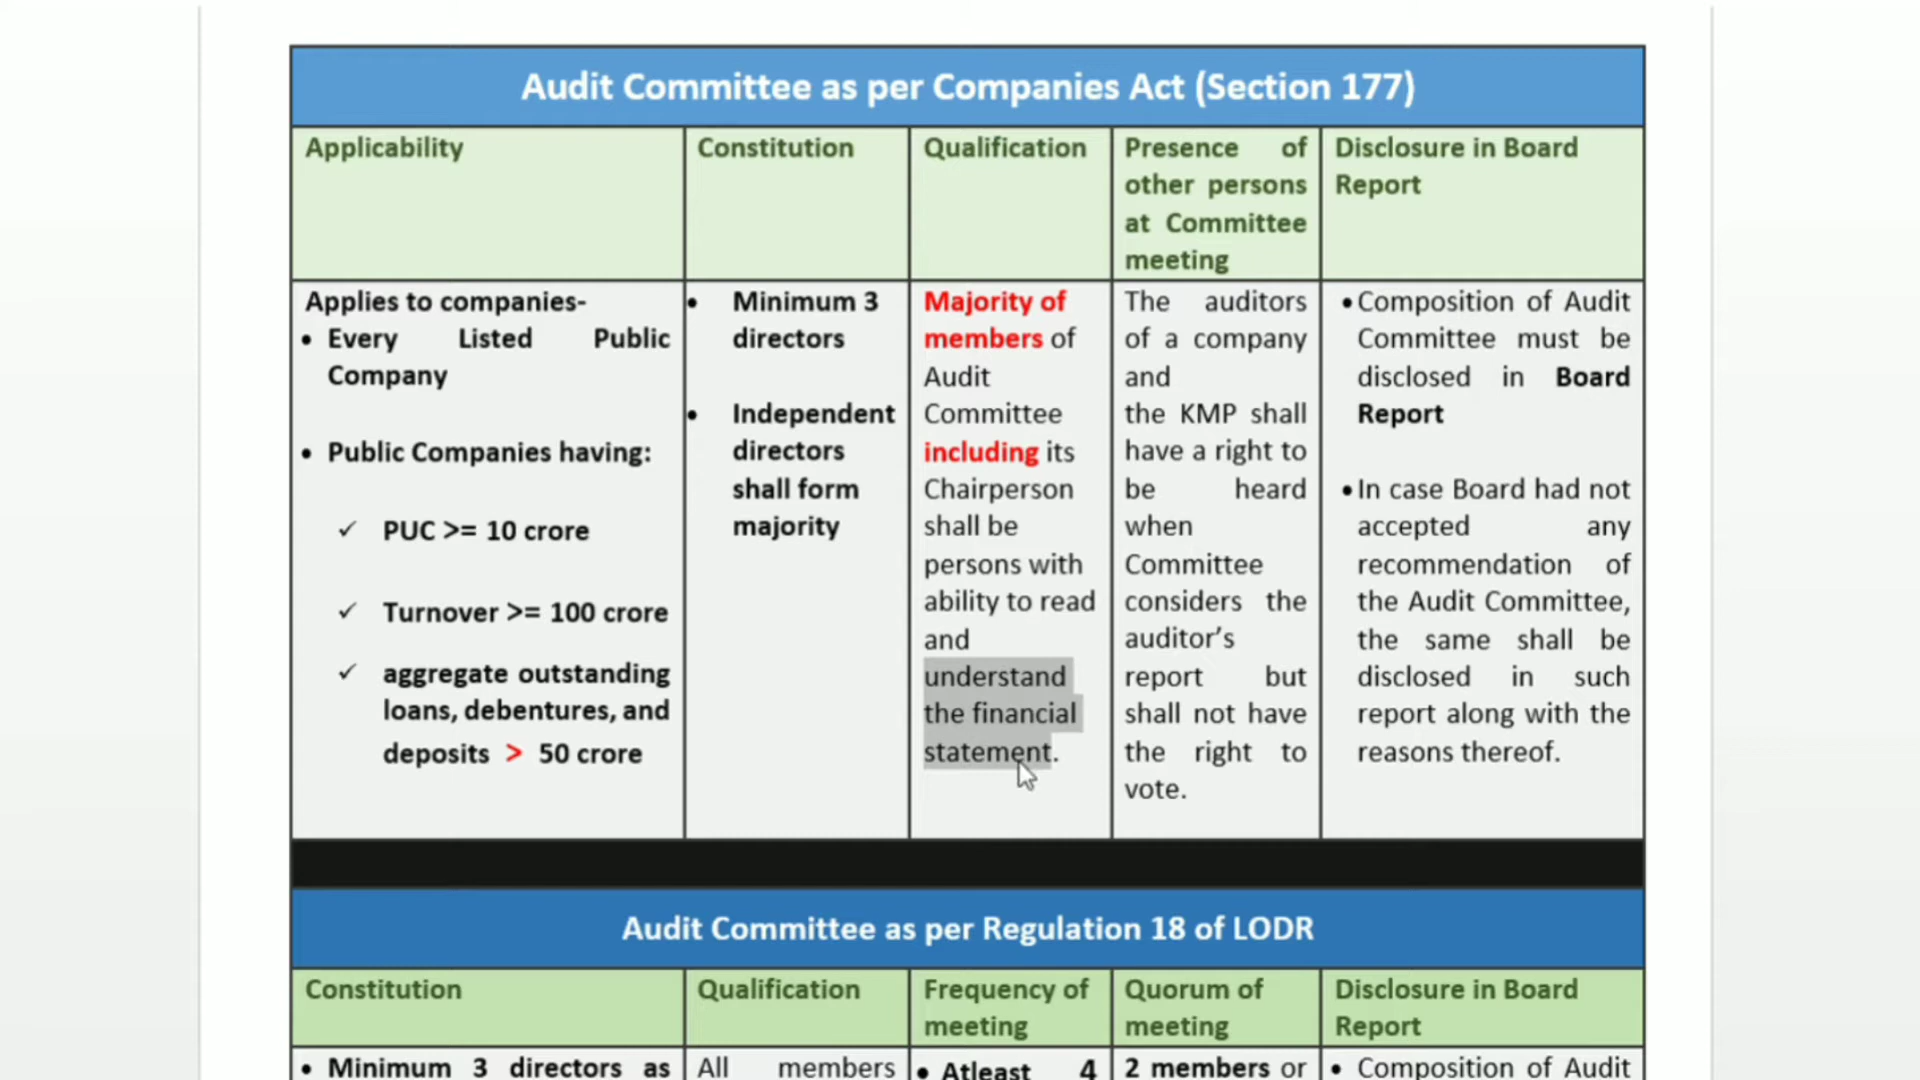 Audit Committee as per Companies Act (Section 177)
Applicability
Constitution
Qualification
Presence of
other persons
at Committee
meeting
Disclosure in Board
Report
Applies to companies-
• Every Listed Public
Company
• Public Companies having:
✓ PUC >= 10 crore
✓ Turnover >= 100 crore
✓ aggregate outstanding
loans, debentures, and
deposits > 50 crore
• Minimum 3
directors
• Independent
directors
shall form
majority
Majority of
members of
Audit
Committee
including its
Chairperson
shall be
persons with
ability to read
and
understand
the financial
statement.
The auditors
of a company
and
the KMP shall
have a right to
be heard
when
Committee
considers the
auditor’s
report but
shall not have
the right to
vote.
• Composition of Audit
Committee must be
disclosed in Board
Report
• In case Board had not
accepted any
recommendation of
the Audit Committee,
the same shall be
disclosed in such
report along with the
reasons thereof.
Audit Committee as per Regulation 18 of LODR
Constitution
Qualification
Frequency of
meeting
Quorum of
meeting
Disclosure in Board
Report
• Minimum 3 directors as
All members
• Atleast 4
2 members or
• Composition of Audit